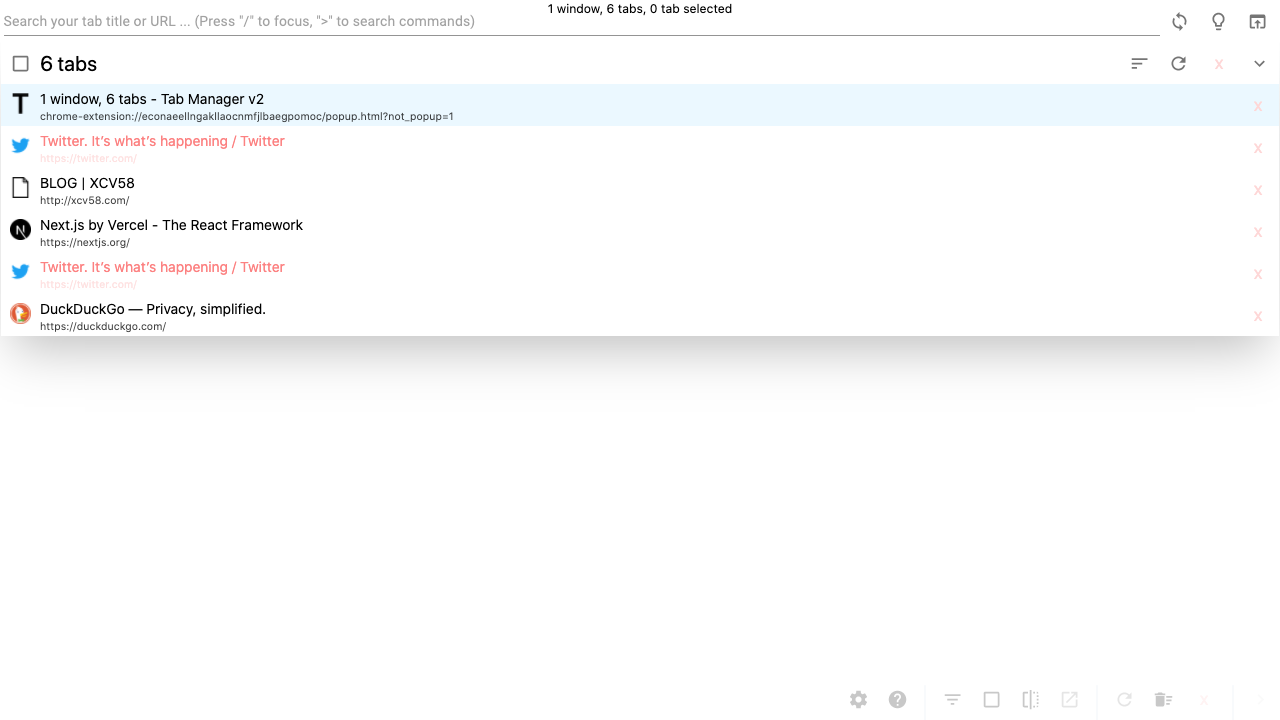 1 window, 6 tabs, 0 tab selected
Search your tab title or URL ... (Press "/" to focus, ">" to search commands)
6 tabs
x
1 window, 6 tabs - Tab Manager v2
chrome-extension://econaeellngakllaocnmfjlbaegpomoc/popup.html?not_popup=1
x
Twitter. It’s what’s happening / Twitter
https://twitter.com/
x
BLOG | XCV58
http://xcv58.com/
x
Next.js by Vercel - The React Framework
https://nextjs.org/
x
Twitter. It’s what’s happening / Twitter
https://twitter.com/
x
DuckDuckGo — Privacy, simplified.
https://duckduckgo.com/
x
x